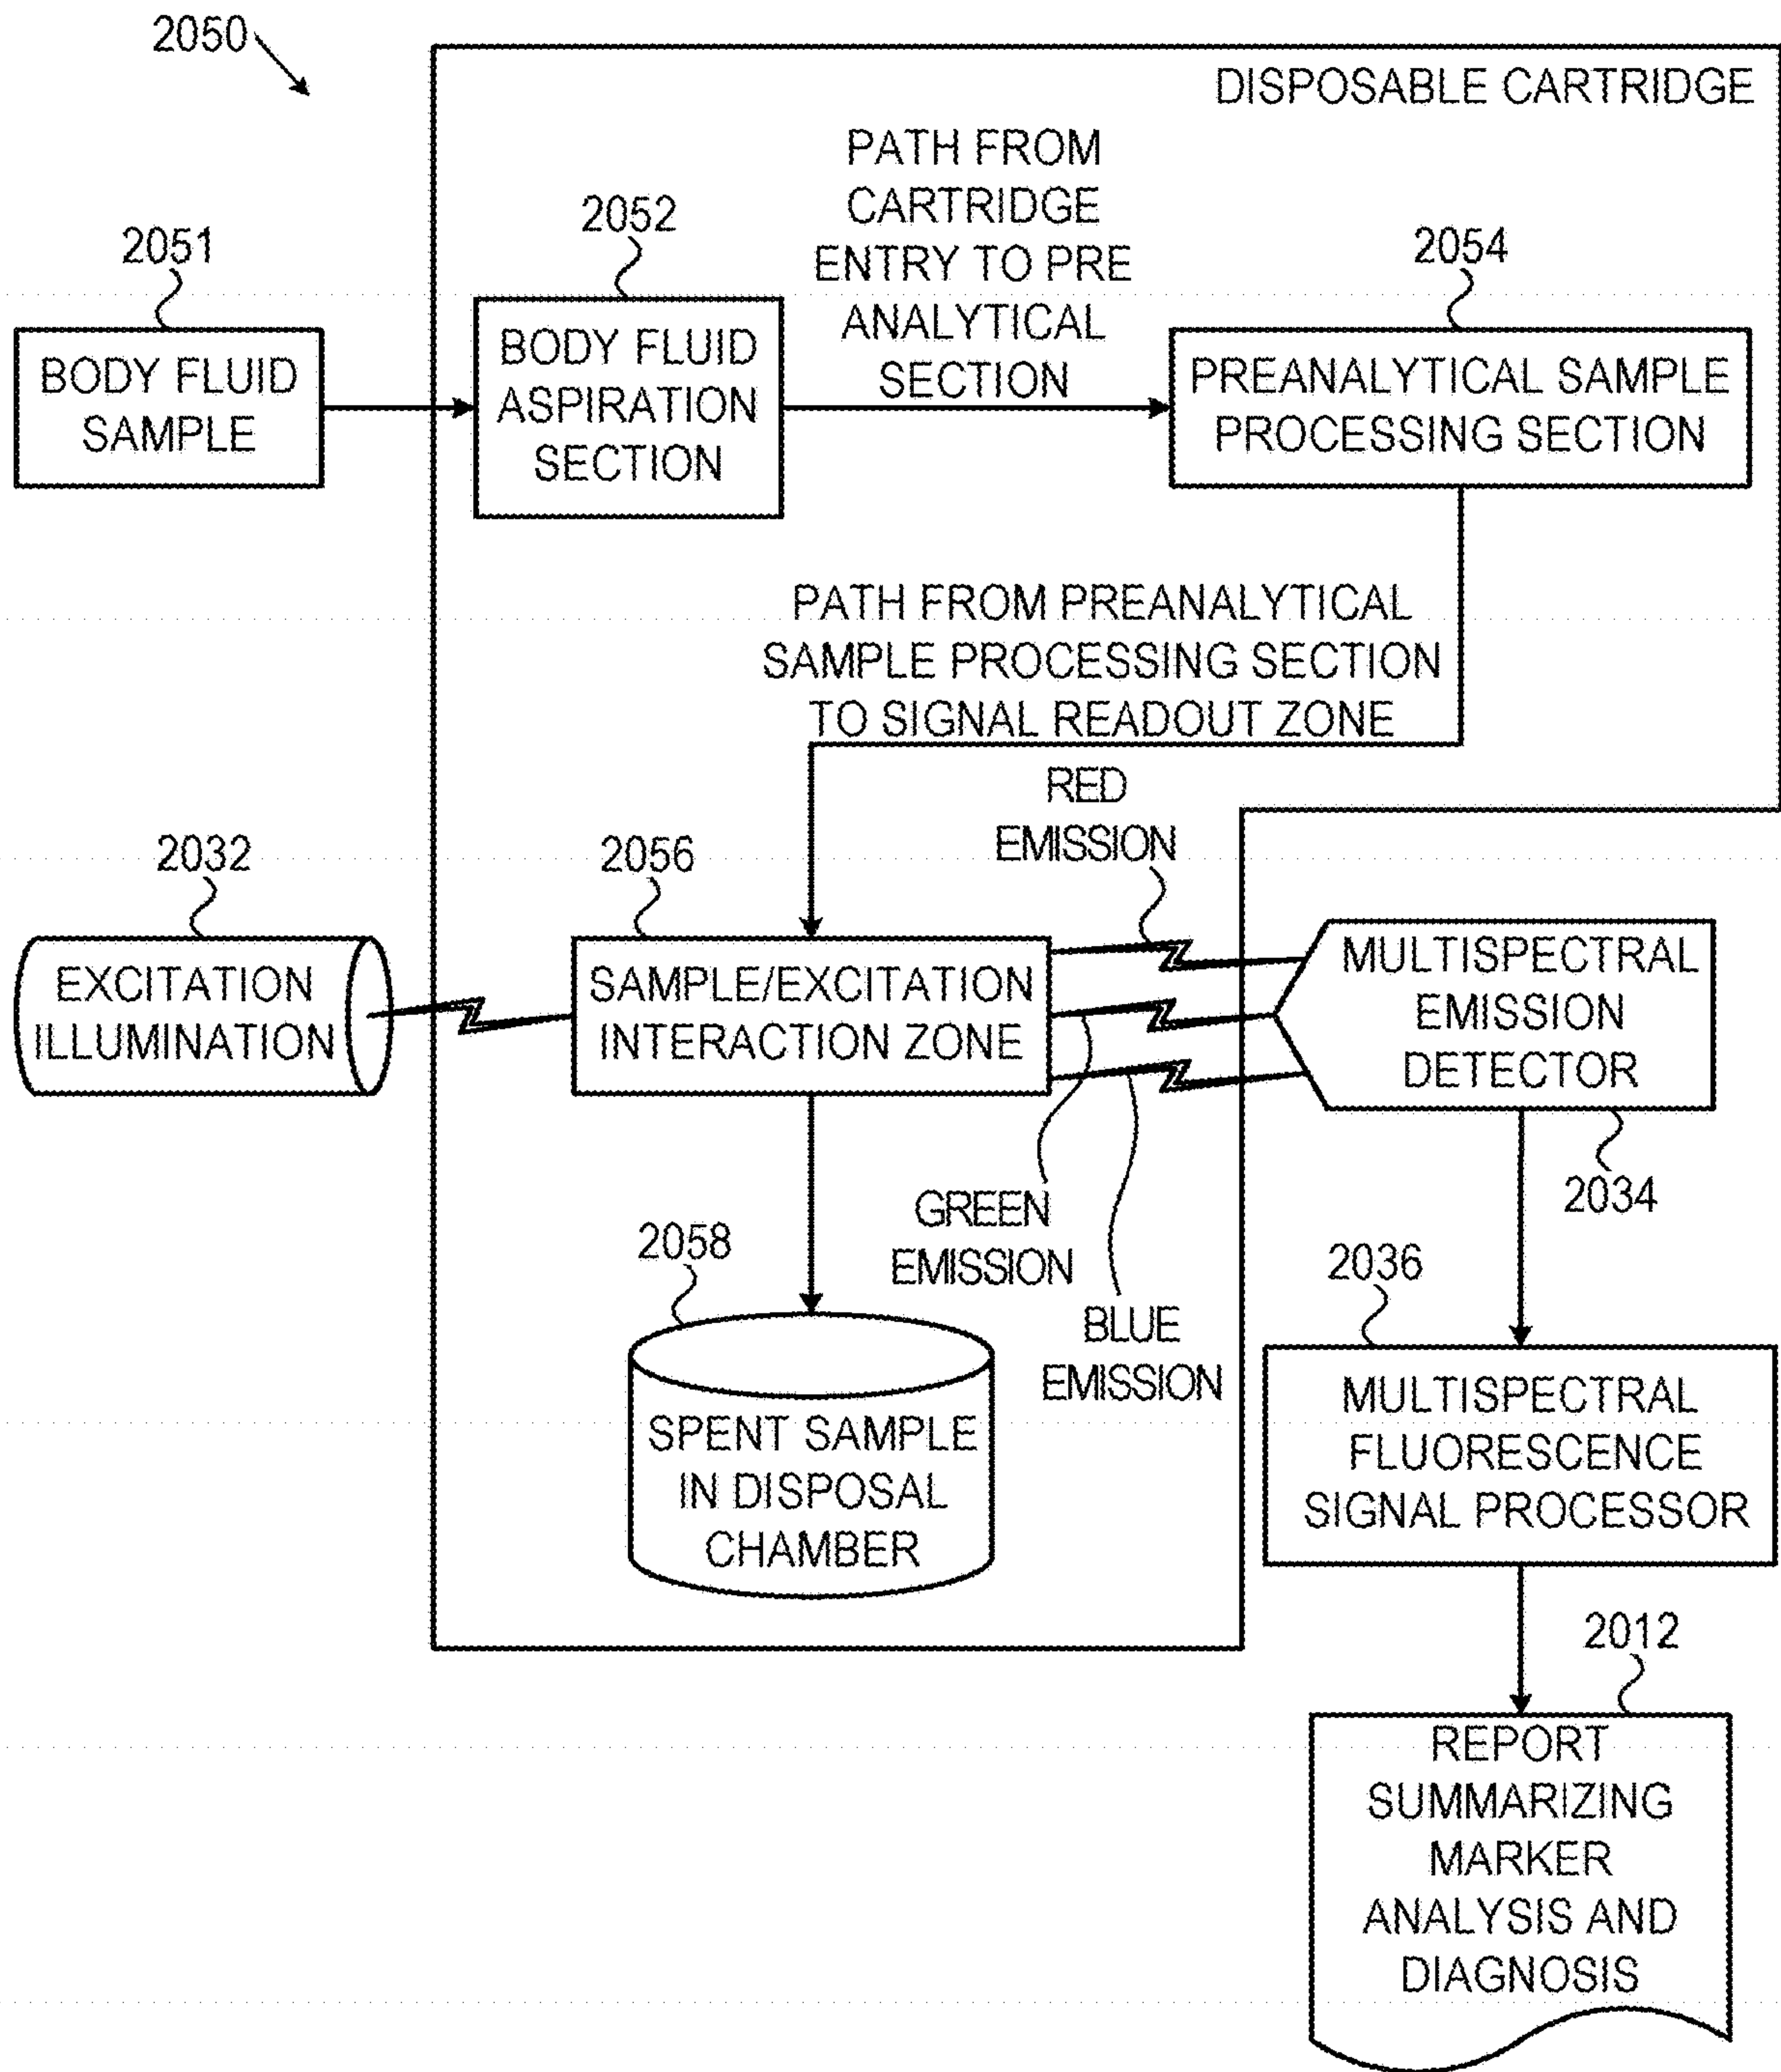 2050
DISPOSABLE CARTRIDGE
PATH FROM
CARTRIDGE
ENTRY TO PRE
ANALYTICAL
SECTION
2051
BODY FLUID
SAMPLE
2052
BODY FLUID
ASPIRATION
SECTION
2054
PREANALYTICAL SAMPLE
PROCESSING SECTION
PATH FROM PREANALYTICAL
SAMPLE PROCESSING SECTION
TO SIGNAL READOUT ZONE
RED
EMISSION
2032
EXCITATION
ILLUMINATION
2056
SAMPLE/EXCITATION
INTERACTION ZONE
MULTISPECTRAL
EMISSION
DETECTOR
2034
GREEN
EMISSION
BLUE
EMISSION
2058
SPENT SAMPLE
IN DISPOSAL
CHAMBER
2036
MULTISPECTRAL
FLUORESCENCE
SIGNAL PROCESSOR
2012
REPORT
SUMMARIZING
MARKER
ANALYSIS AND
DIAGNOSIS